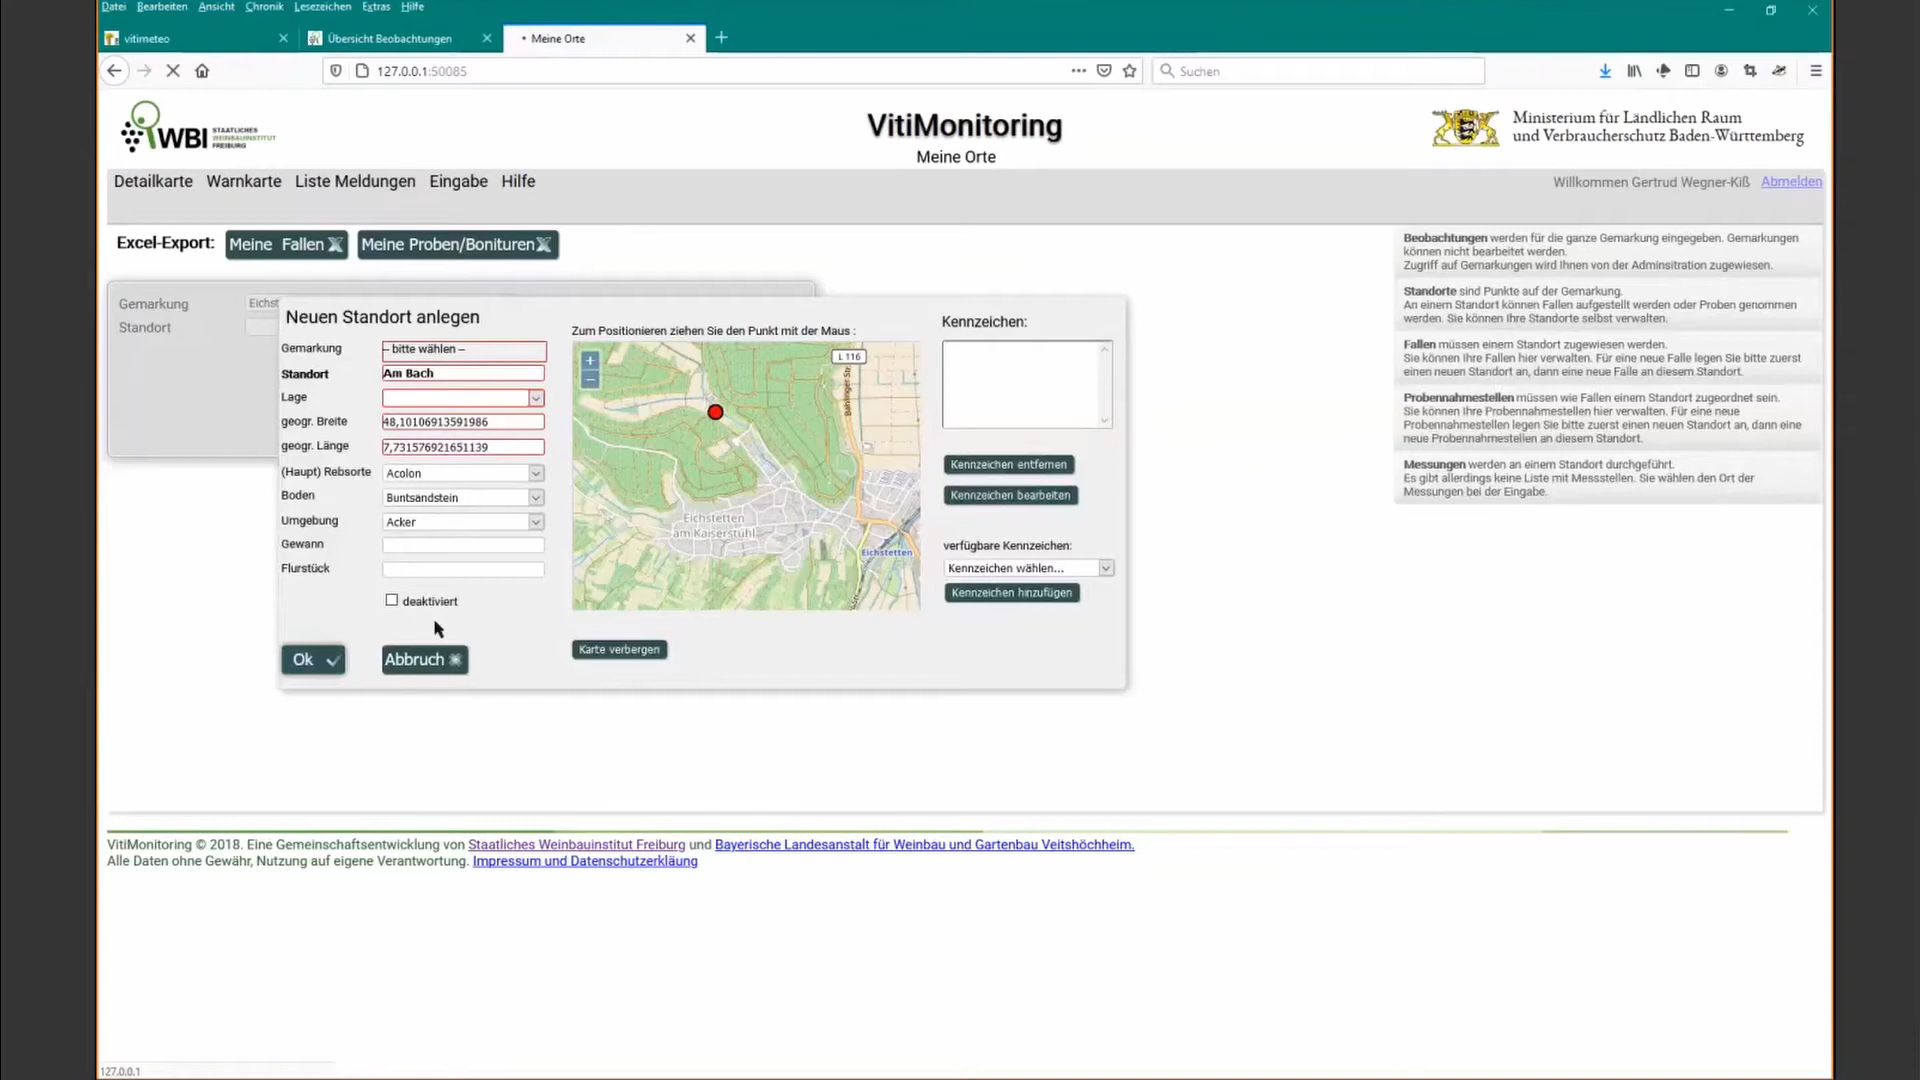 Datei Bearbeiten Ansicht Chronik Lesezeichen Extras Hilfe
vitimeteo
Übersicht Beobachtungen
Meine Orte
127.0.0.1:50085
Suchen
WBI STAATLICHES
WEINBAUINSTITUT
FREIBURG
VitiMonitoring
Meine Orte
Ministerium für Ländlichen Raum
und Verbraucherschutz Baden-Württemberg
Detailkarte Warnkarte Liste Meldungen Eingabe Hilfe
Willkommen Gertrud Wegner-Kiß Abmelden
Excel-Export: Meine Fallen Meine Proben/Bonituren
Beobachtungen werden für die ganze Gemarkung eingegeben. Gemarkungen
können nicht bearbeitet werden.
Zugriff auf Gemarkungen wird Ihnen von der Adminsitration zugewiesen.
Standorte sind Punkte auf der Gemarkung.
An einem Standort können Fallen aufgestellt werden oder Proben genommen
werden. Sie können Ihre Standorte selbst verwalten.
Fallen müssen einem Standort zugewiesen werden.
Sie können Ihre Fallen hier verwalten. Für eine neue Falle legen Sie bitte zuerst
einen neuen Standort an, dann eine neue Falle an diesem Standort.
Probennahmestellen müssen wie Fallen einem Standort zugeordnet sein.
Sie können Ihre Probennahmestellen hier verwalten. Für eine neue
Probennahmestellen legen Sie bitte zuerst einen neuen Standort an, dann eine
neue Probennahmestellen an diesem Standort.
Messungen werden an einem Standort durchgeführt.
Es gibt allerdings keine Liste mit Messstellen. Sie wählen den Ort der
Messungen bei der Eingabe.
Gemarkung Eichst
Standort
Neuen Standort anlegen
Gemarkung – bitte wählen –
Standort Am Bach
Lage
geogr. Breite 48,10106913591986
geogr. Länge 7,731576921651139
(Haupt) Rebsorte Acolon
Boden Buntsandstein
Umgebung Acker
Gewann
Flurstück
deaktiviert
Ok Abbruch
Zum Positionieren ziehen Sie den Punkt mit der Maus :
+
−
L 116
Bahlinger Str.
Eichstetten
am Kaiserstuhl
Eichstetten
Karte verbergen
Kennzeichen:
Kennzeichen entfernen
Kennzeichen bearbeiten
verfügbare Kennzeichen:
Kennzeichen wählen...
Kennzeichen hinzufügen
VitiMonitoring © 2018. Eine Gemeinschaftsentwicklung von Staatliches Weinbauinstitut Freiburg und Bayerische Landesanstalt für Weinbau und Gartenbau Veitshöchheim.
Alle Daten ohne Gewähr, Nutzung auf eigene Verantwortung. Impressum und Datenschutzerklärung
127.0.0.1